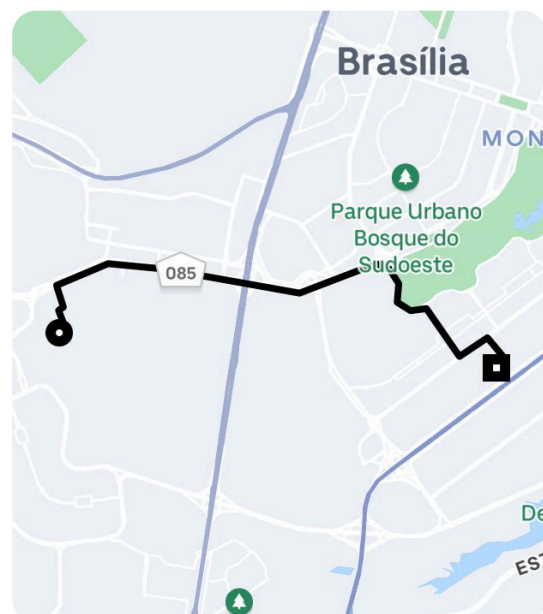 Brasília
MON
Parque Urbano
Bosque do
Sudoeste
085
De
EST